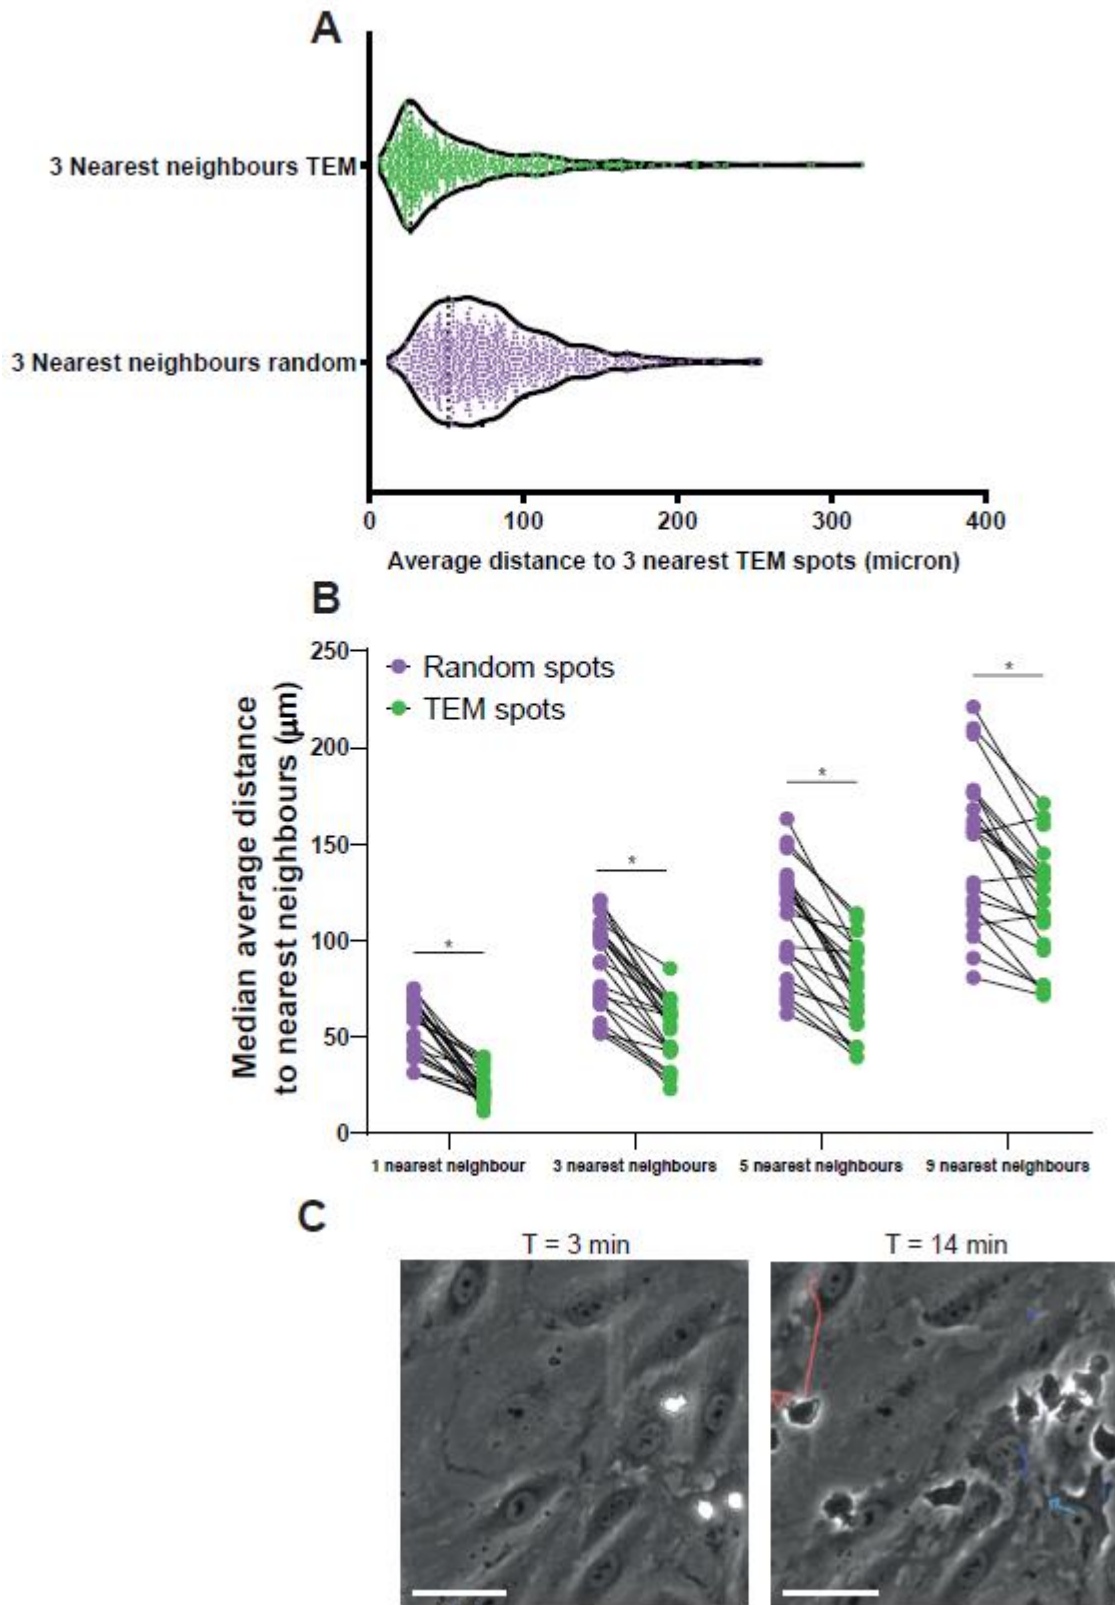 A
3 Nearest neighbours TEM
3 Nearest neighbours random
0 100 200 300 400
Average distance to 3 nearest TEM spots (micron)
B
Median average distance
to nearest neighbours (μm)
250
200
150
100
50
0
Random spots
TEM spots
*
*
*
*
1 nearest neighbour 3 nearest neighbours 5 nearest neighbours 9 nearest neighbours
C
T = 3 min T = 14 min